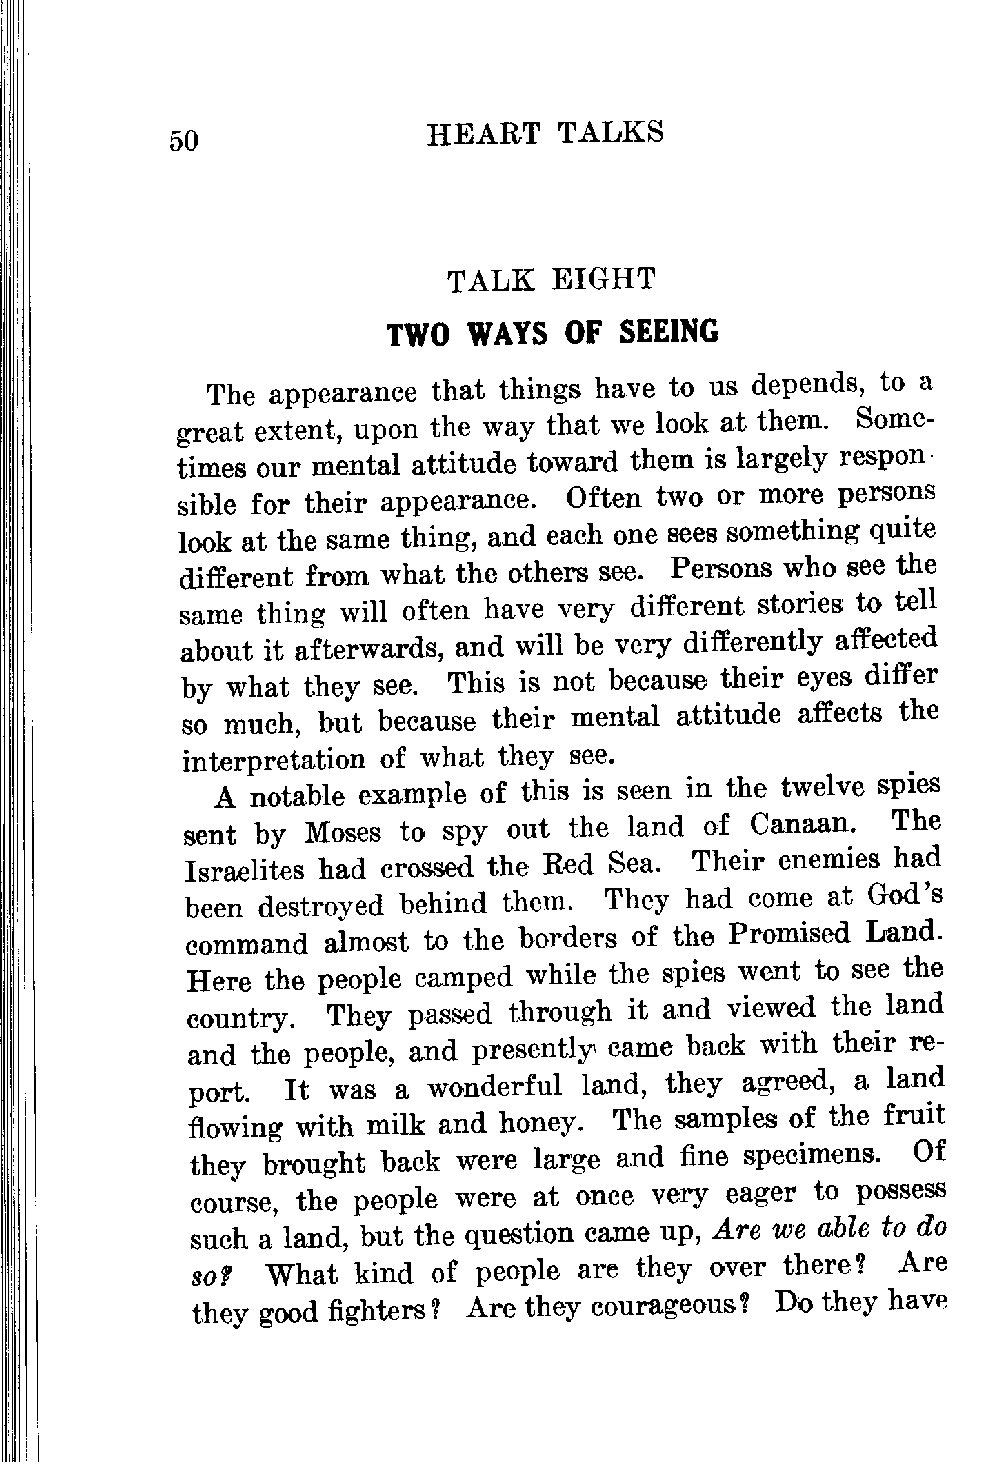 50 HEART TALKS
TALK EIGHT
TWO WAYS OF SEEING
The appearance that things have to us depends, to a
great extent, upon the way that we look at them. Some-
times our mental attitude toward them is largely respon-
sible for their appearance. Often two or more persons
look at the same thing, and each one sees something quite
different from what the others see. Persons who see the
same thing will often have very different stories to tell
about it afterwards, and will be very differently affected
by what they see. This is not because their eyes differ
so much, but because their mental attitude affects the
interpretation of what they see.
A notable example of this is seen in the twelve spies
sent by Moses to spy out the land of Canaan. The
Israelites had crossed the Red Sea. Their enemies had
been destroyed behind them. They had come at God's
command almost to the borders of the Promised Land.
Here the people camped while the spies went to see the
country. They passed through it and viewed the land
and the people, and presently came back with their re-
port. It was a wonderful land, they agreed, a land
flowing with milk and honey. The samples of the fruit
they brought back were large and fine specimens. Of
course, the people were at once very eager to possess
such a land, but the question came up, Are we able to do
so? What kind of people are they over there? Are
they good fighters? Are they courageous? Do they have